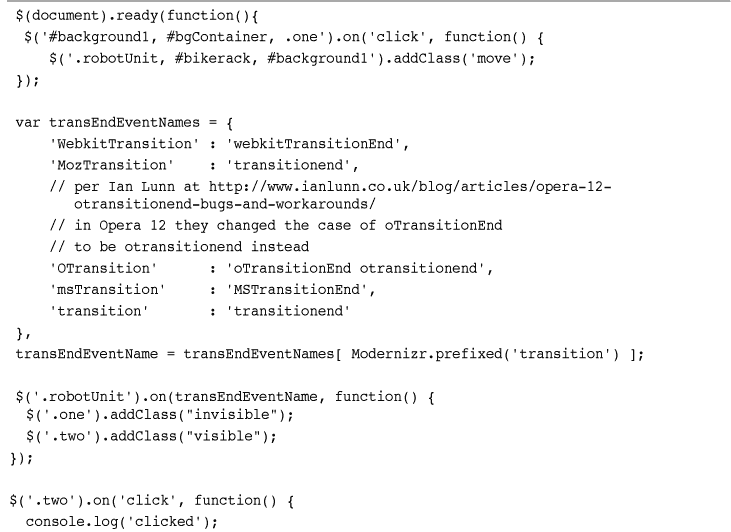 $(document).ready(function(){
$('#background1, #bgContainer, .one').on('click', function() {
$('.robotUnit, #bikerack, #background1').addClass('move');
});
var transEndEventNames = {
'WebkitTransition' : 'webkitTransitionEnd',
'MozTransition' : 'transitionend',
// per Ian Lunn at http://www.ianlunn.co.uk/blog/articles/opera-12-
otransitionend-bugs-and-workarounds/
// in Opera 12 they changed the case of oTransitionEnd
// to be otransitionend instead
'OTransition' : 'oTransitionEnd otransitionend',
'msTransition' : 'MSTransitionEnd',
'transition' : 'transitionend'
},
transEndEventName = transEndEventNames[ Modernizr.prefixed('transition') ];
$('.robotUnit').on(transEndEventName, function() {
$('.one').addClass("invisible");
$('.two').addClass("visible");
});
$('.two').on('click', function() {
console.log('clicked');